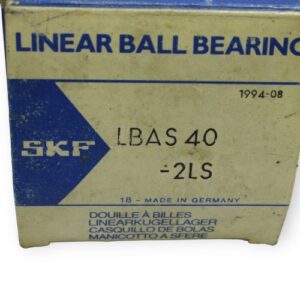 LINEAR BALL BEARING
1994-08
SKF
LBAS 40
-2LS
18 - MADE IN GERMANY
DOUILLE À BILLES
LINEARKUGELLAGER
CASQUILLO DE BOLAS
MANICOTTO A SFERE